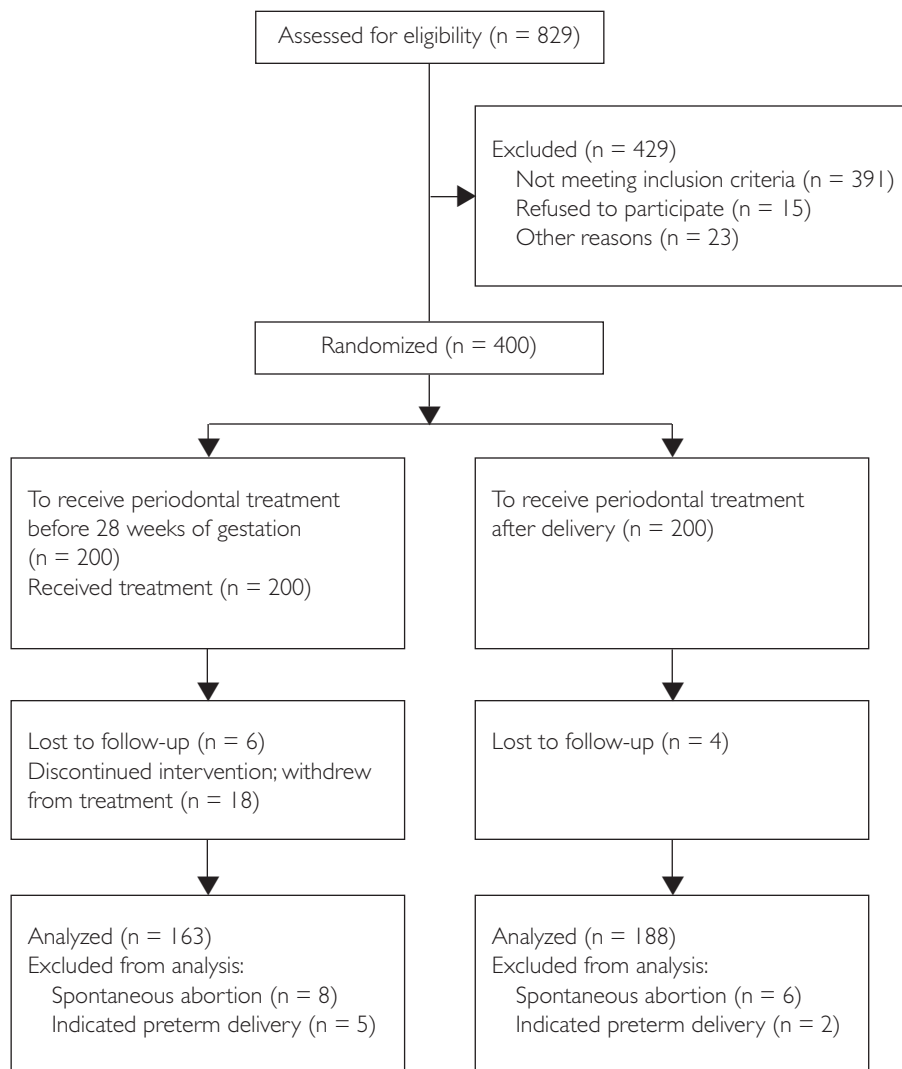 Assessed for eligibility (n = 829)
Excluded (n = 429)
Not meeting inclusion criteria (n = 391)
Refused to participate (n = 15)
Other reasons (n = 23)
Randomized (n = 400)
To receive periodontal treatment
before 28 weeks of gestation
(n = 200)
Received treatment (n = 200)
To receive periodontal treatment
after delivery (n = 200)
Lost to follow-up (n = 6)
Discontinued intervention; withdrew
from treatment (n = 18)
Lost to follow-up (n = 4)
Analyzed (n = 163)
Excluded from analysis:
Spontaneous abortion (n = 8)
Indicated preterm delivery (n = 5)
Analyzed (n = 188)
Excluded from analysis:
Spontaneous abortion (n = 6)
Indicated preterm delivery (n = 2)